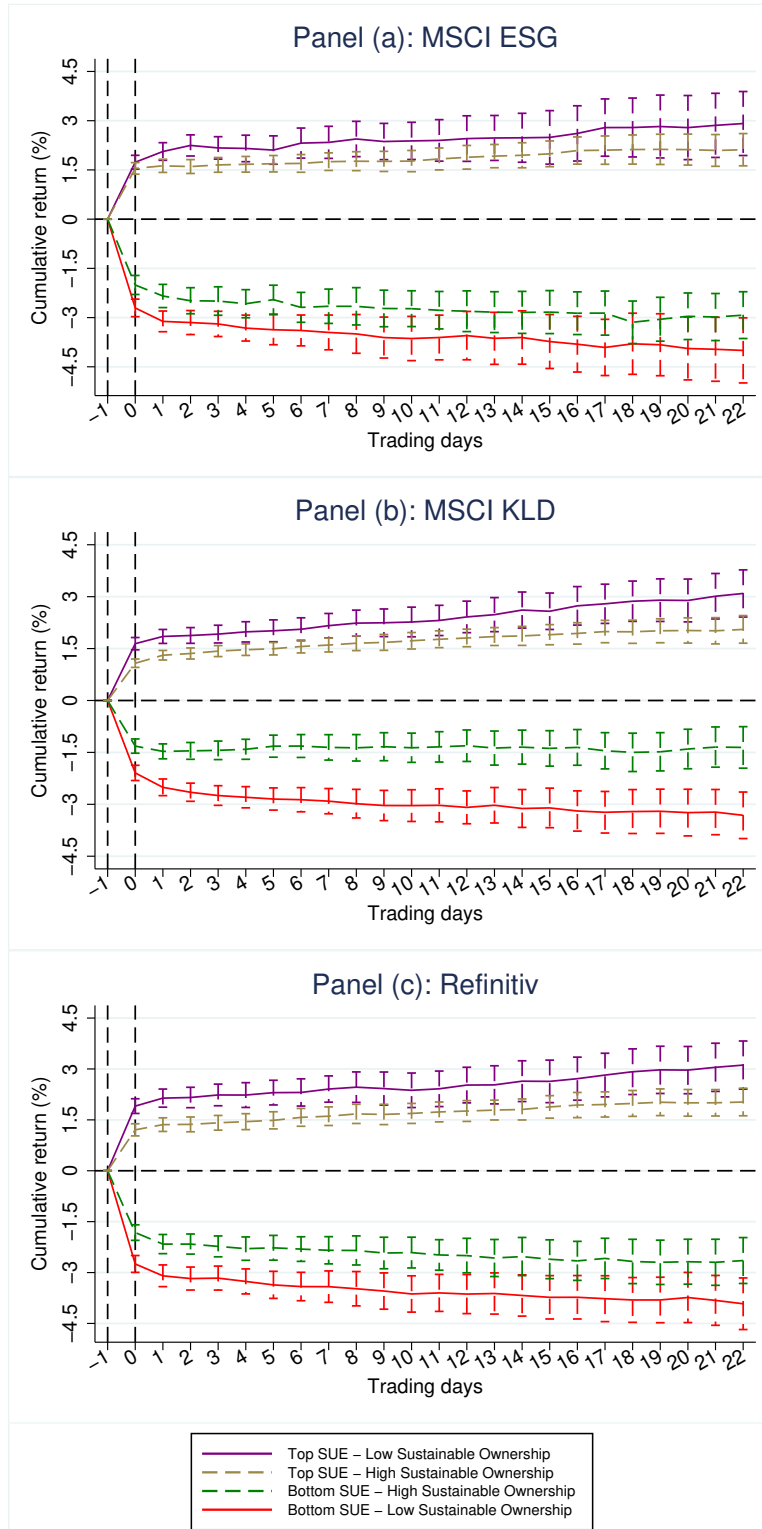 Panel (a): MSCI ESG
Cumulative return (%)
4.5
3
1.5
0
−1.5
−3
−4.5
−1 0 1 2 3 4 5 6 7 8 9 10 11 12 13 14 15 16 17 18 19 20 21 22
Trading days
Panel (b): MSCI KLD
Cumulative return (%)
4.5
3
1.5
0
−1.5
−3
−4.5
−1 0 1 2 3 4 5 6 7 8 9 10 11 12 13 14 15 16 17 18 19 20 21 22
Trading days
Panel (c): Refinitiv
Cumulative return (%)
4.5
3
1.5
0
−1.5
−3
−4.5
−1 0 1 2 3 4 5 6 7 8 9 10 11 12 13 14 15 16 17 18 19 20 21 22
Trading days
Top SUE − Low Sustainable Ownership
Top SUE − High Sustainable Ownership
Bottom SUE − High Sustainable Ownership
Bottom SUE − Low Sustainable Ownership